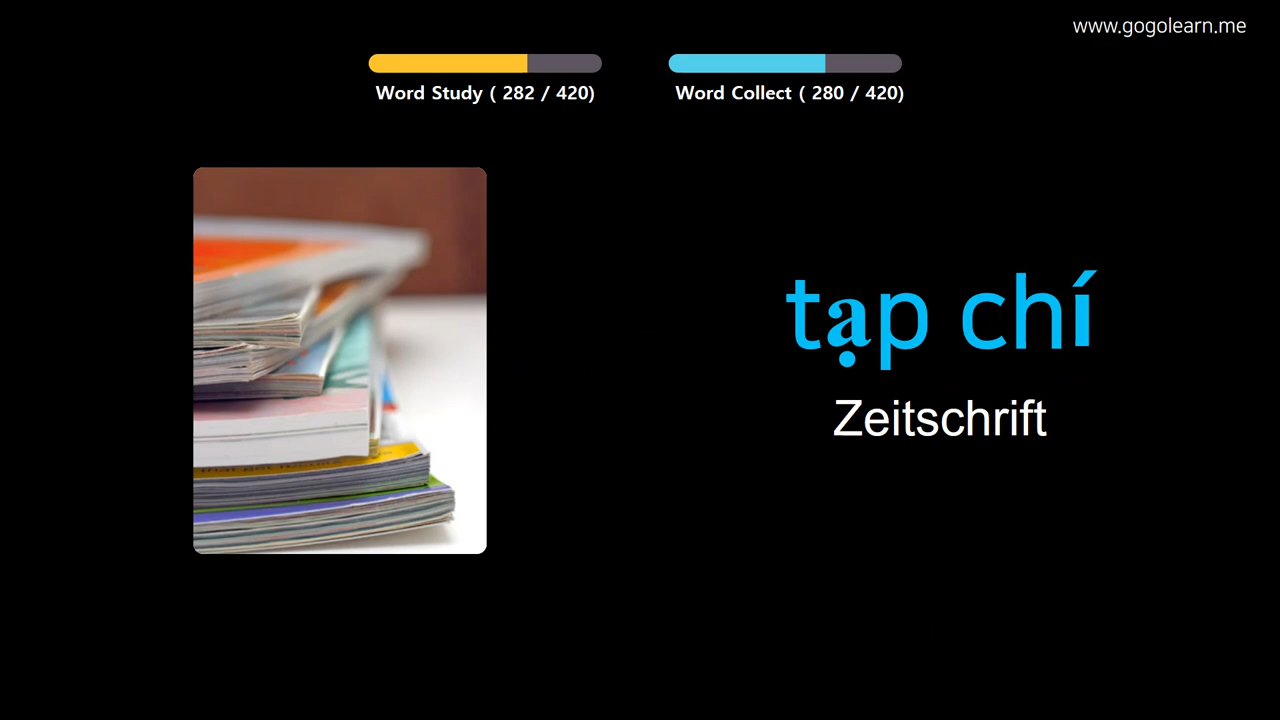 www.gogolearn.me
Word Study ( 282 / 420)
Word Collect ( 280 / 420)
tạp chí
Zeitschrift